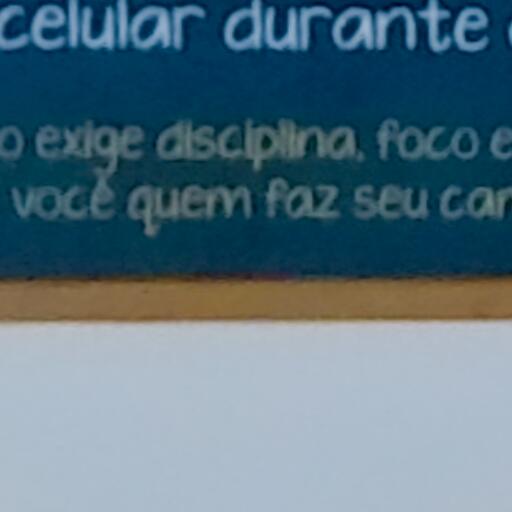 celular durante
o exige disciplina, foco e
você quem faz seu car